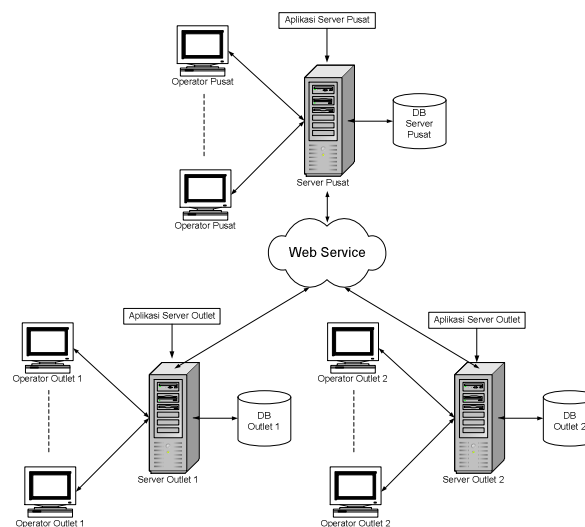 Aplikasi Server Pusat
Operator Pusat
DB
Server
Pusat
Server Pusat
Operator Pusat
Web Service
Aplikasi Server Outlet
Operator Outlet 1
DB
Outlet 1
Server Outlet 1
Operator Outlet 1
Aplikasi Server Outlet
Operator Outlet 2
DB
Outlet 2
Server Outlet 2
Operator Outlet 2